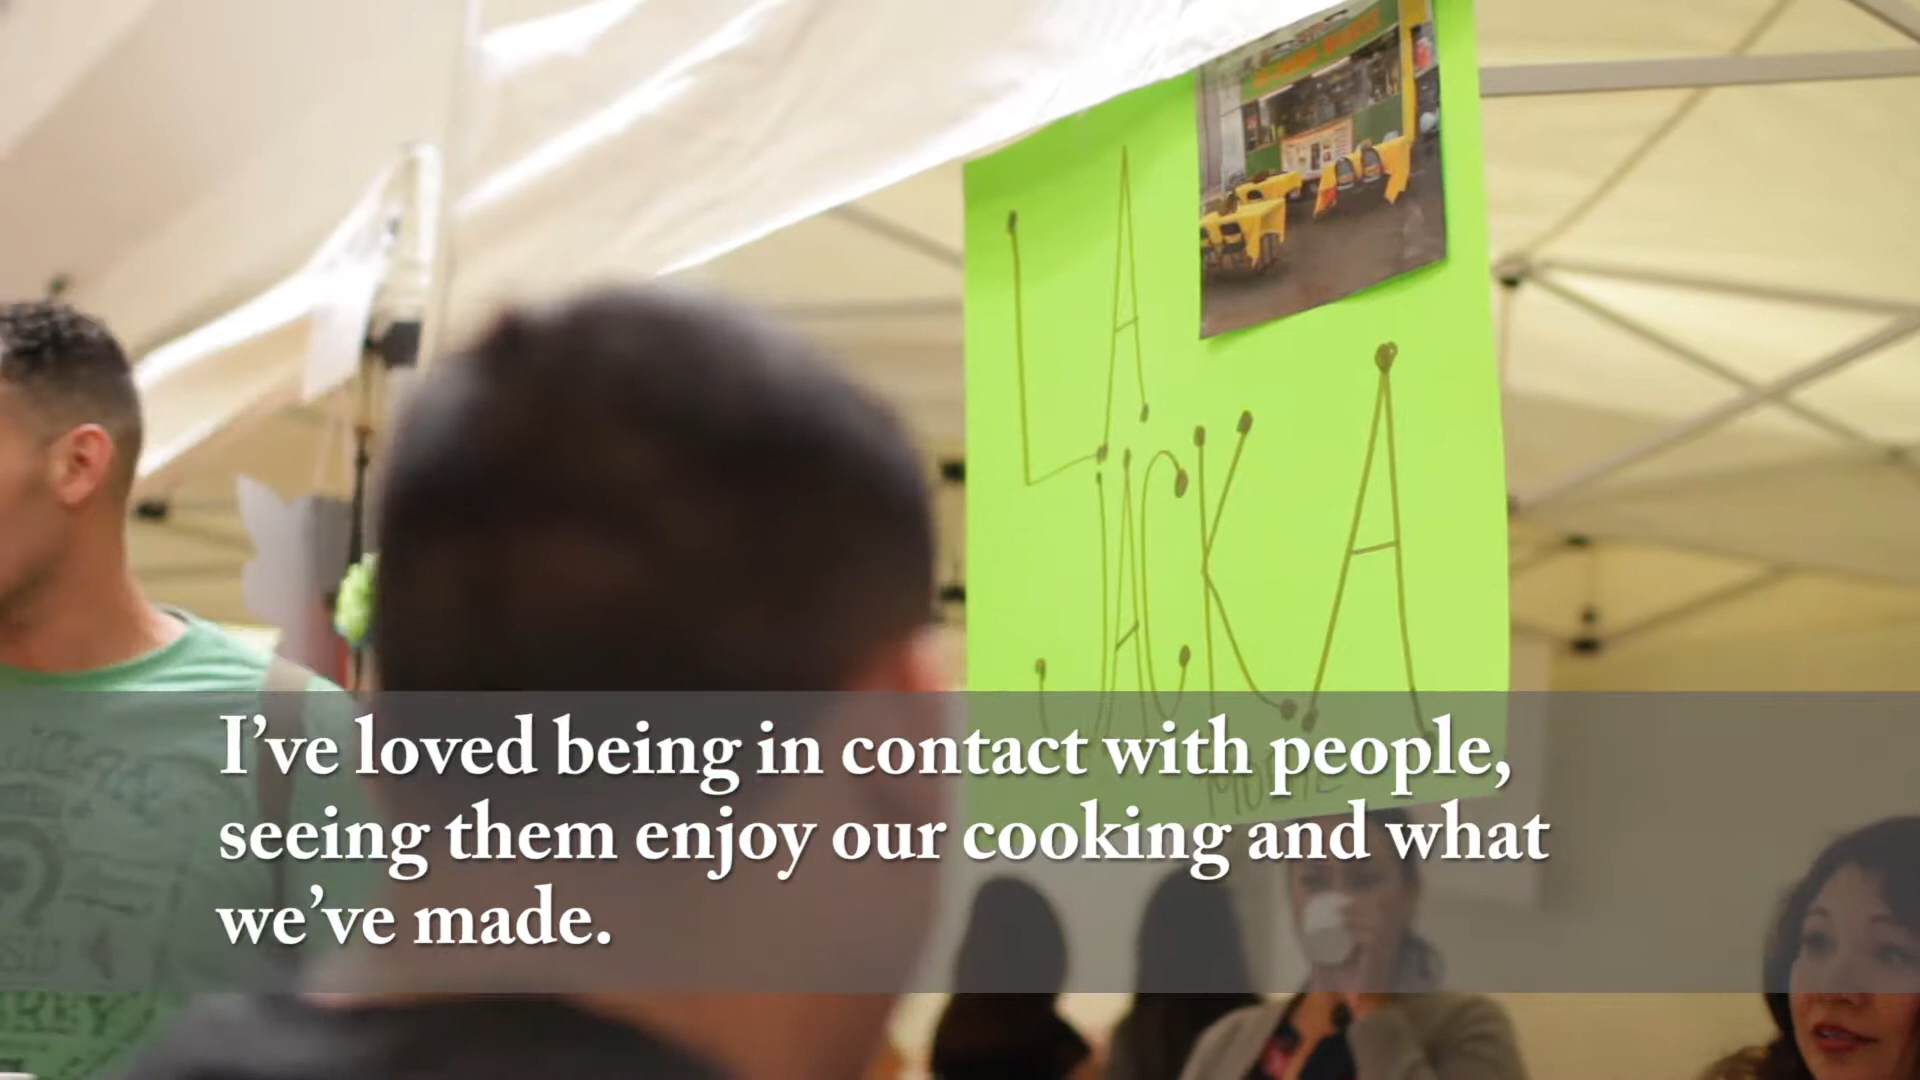 LA
JACKA
I've loved being in contact with people,
seeing them enjoy our cooking and what
we've made.